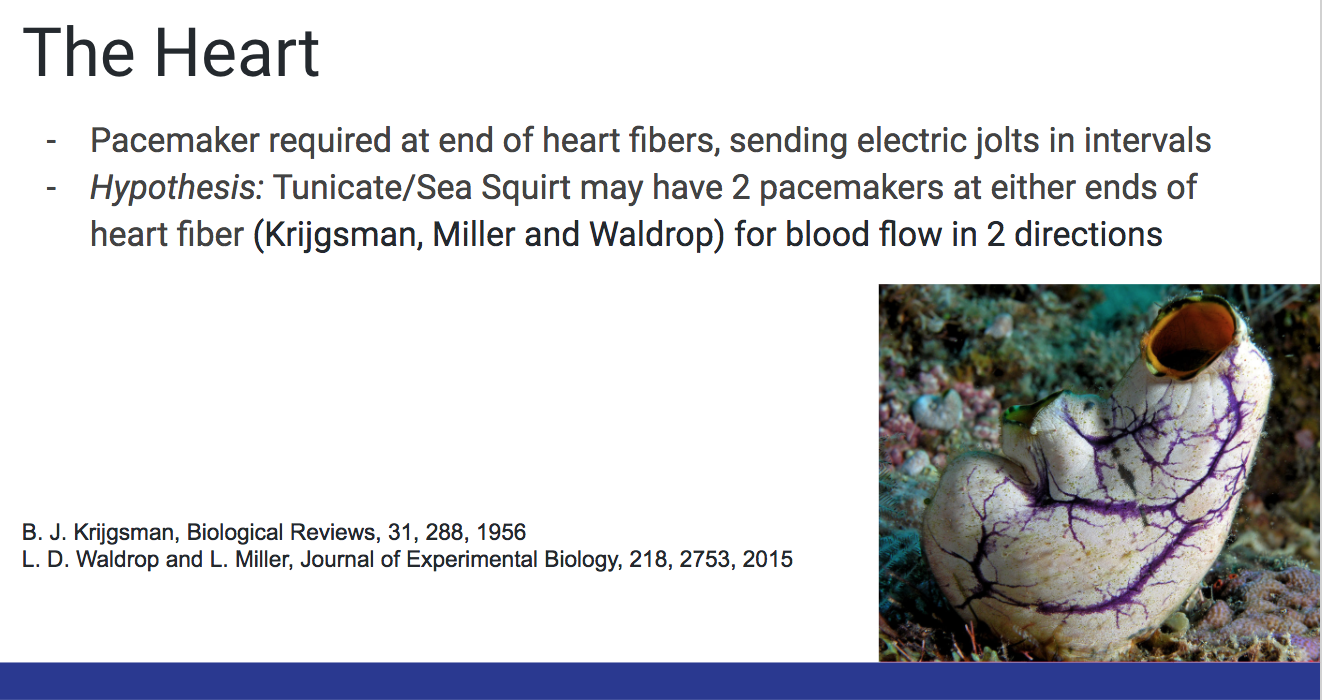 The Heart
- Pacemaker required at end of heart fibers, sending electric jolts in intervals
- Hypothesis: Tunicate/Sea Squirt may have 2 pacemakers at either ends of
heart fiber (Krijgsman, Miller and Waldrop) for blood flow in 2 directions
B. J. Krijgsman, Biological Reviews, 31, 288, 1956
L. D. Waldrop and L. Miller, Journal of Experimental Biology, 218, 2753, 2015